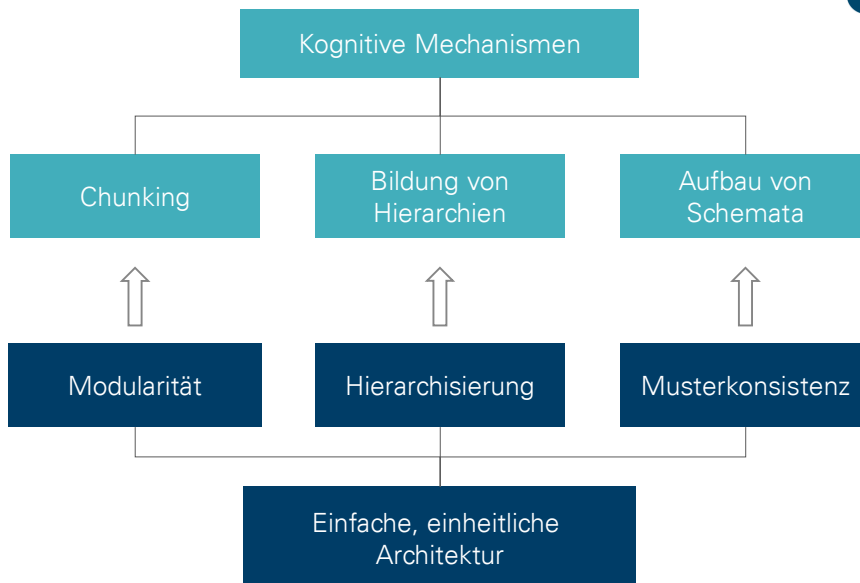 Kognitive Mechanismen
Chunking
Bildung von
Hierarchien
Aufbau von
Schemata
Modularität
Hierarchisierung
Musterkonsistenz
Einfache, einheitliche
Architektur